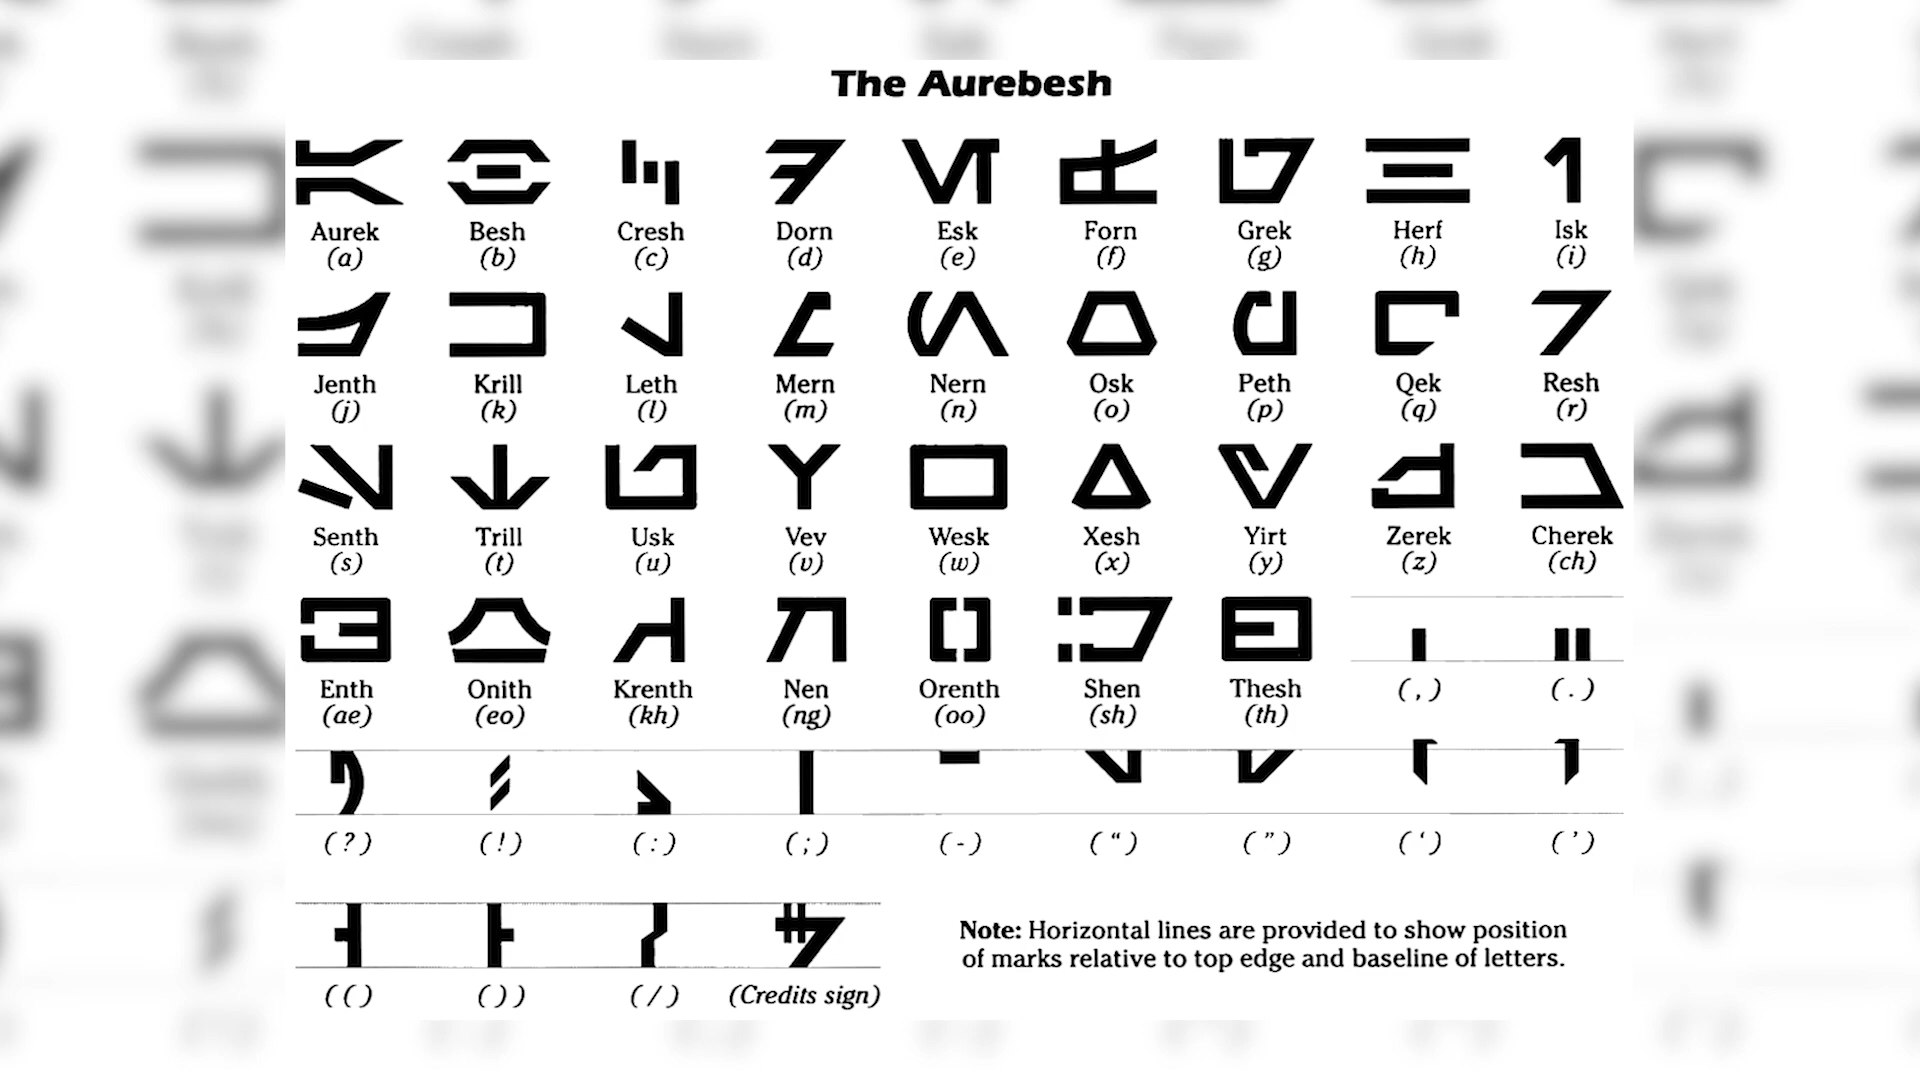 The Aurebesh
Aurek Besh Cresh Dorn Esk Forn Grek Herf Isk
(a) (b) (c) (d) (e) (f) (g) (h) (i)
Jenth Krill Leth Mern Nern Osk Peth Qek Resh
(j) (k) (l) (m) (n) (o) (p) (q) (r)
Senth Trill Usk Vev Wesk Xesh Yirt Zerek Cherek
(s) (t) (u) (v) (w) (x) (y) (z) (ch)
Enth Onith Krenth Nen Orenth Shen Thesh (,) (.)
(ae) (eo) (kh) (ng) (oo) (sh) (th)
(?) (!) (:) (;) (-) (“) (”) (‘) (’)
Note: Horizontal lines are provided to show position
of marks relative to top edge and baseline of letters.
(() ()) (/) (Credits sign)